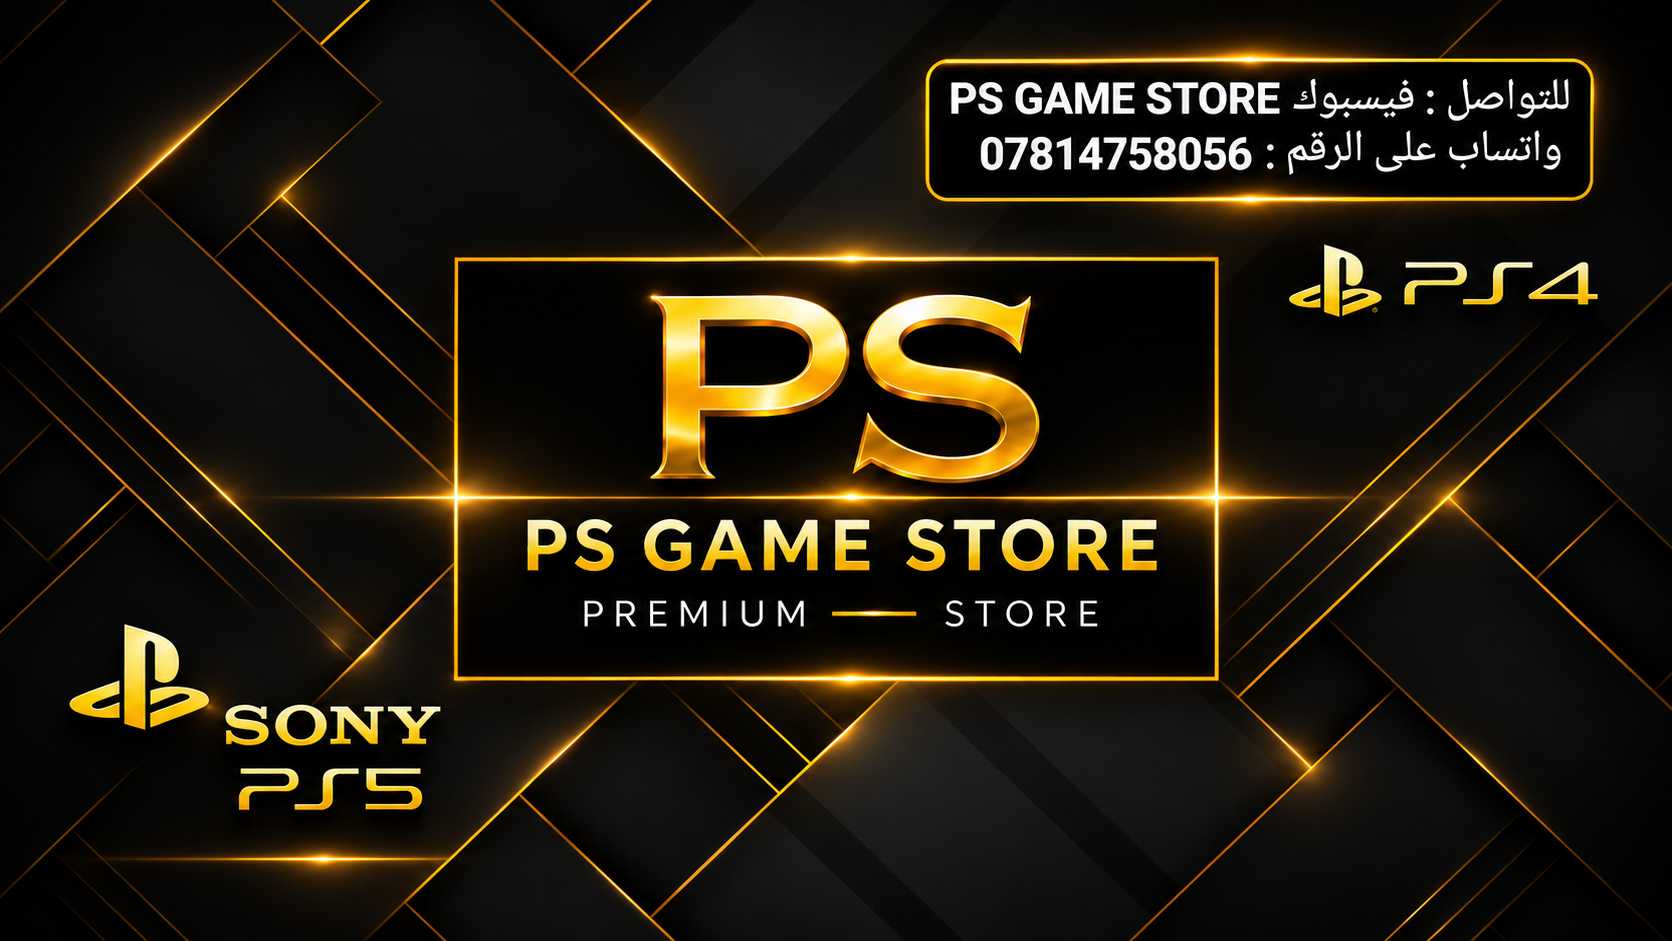 للتواصل : فيسبوك PS GAME STORE
واتساب على الرقم : 07814758056
PS4
PS
PS GAME STORE
PREMIUM — STORE
SONY
PS5